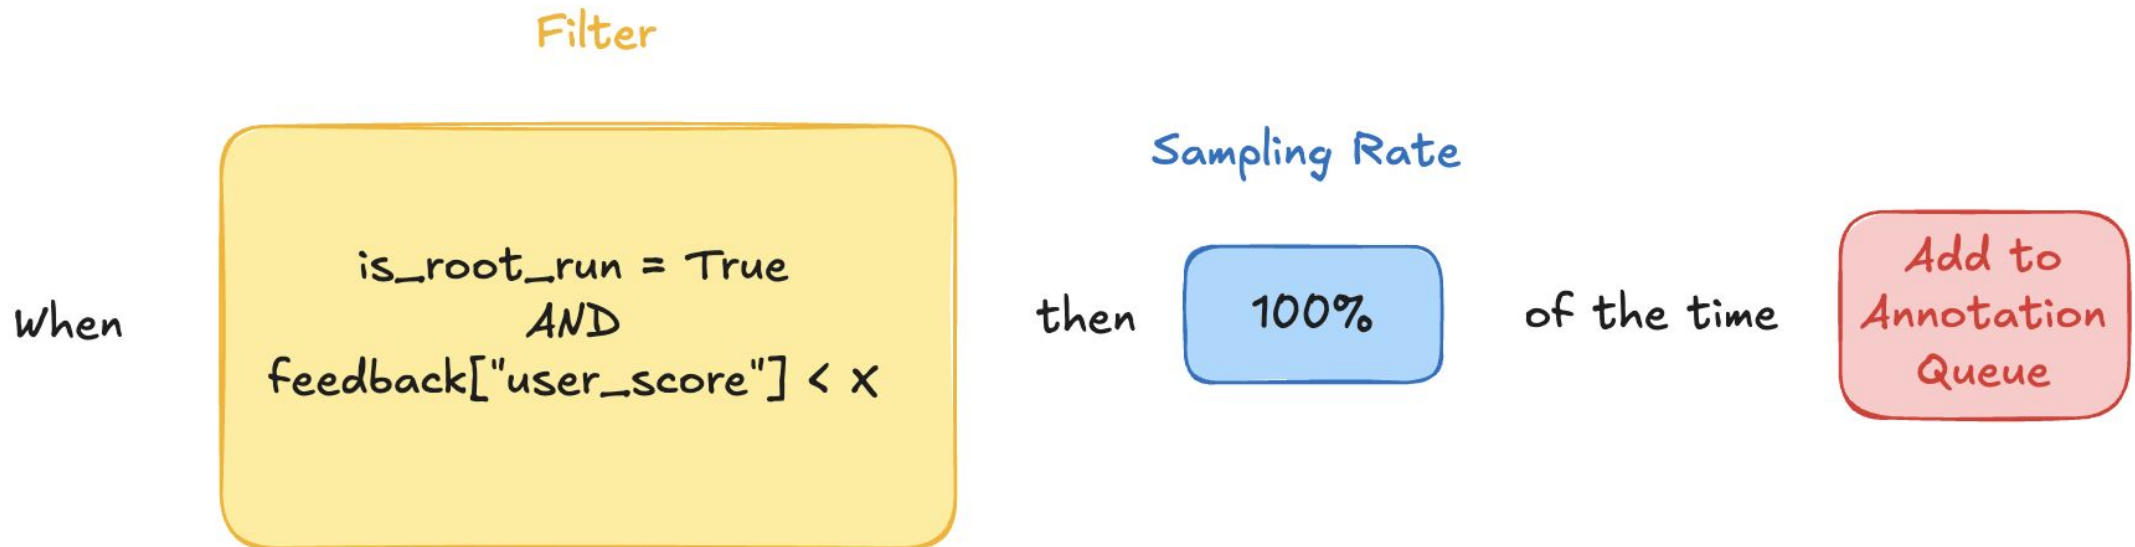 Filter
When
is_root_run = True
AND
feedback["user_score"] < x
then
Sampling Rate
100%
of the time
Add to
Annotation
Queue